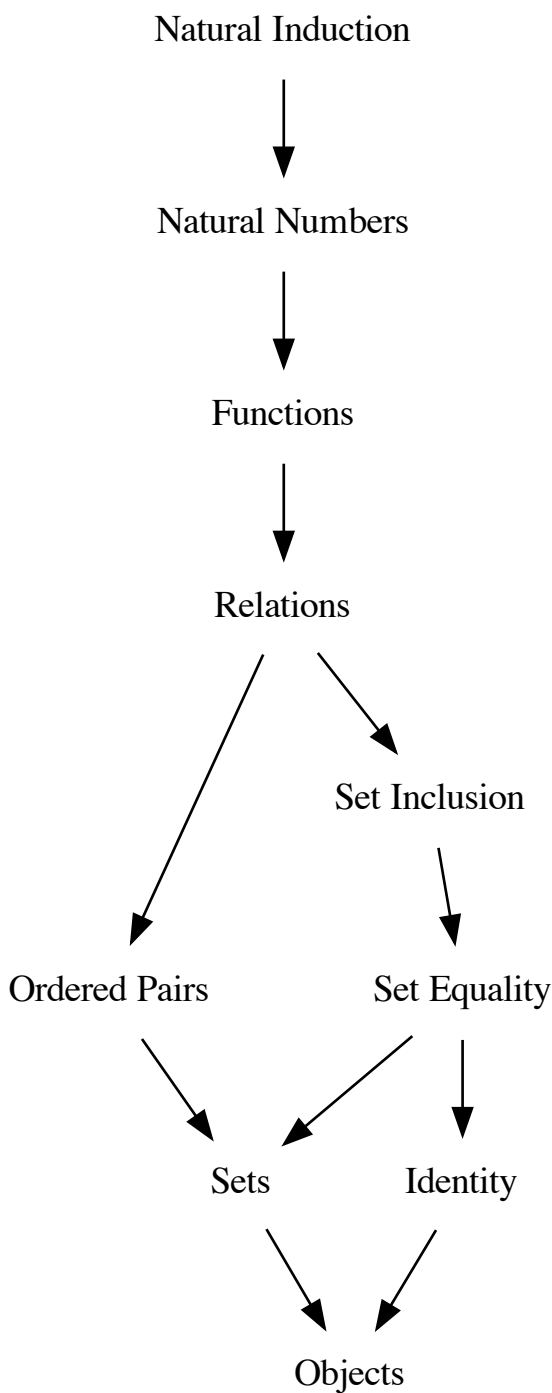 Natural Induction
Natural Numbers
Functions
Relations
Set Inclusion
Ordered Pairs
Set Equality
Sets
Identity
Objects